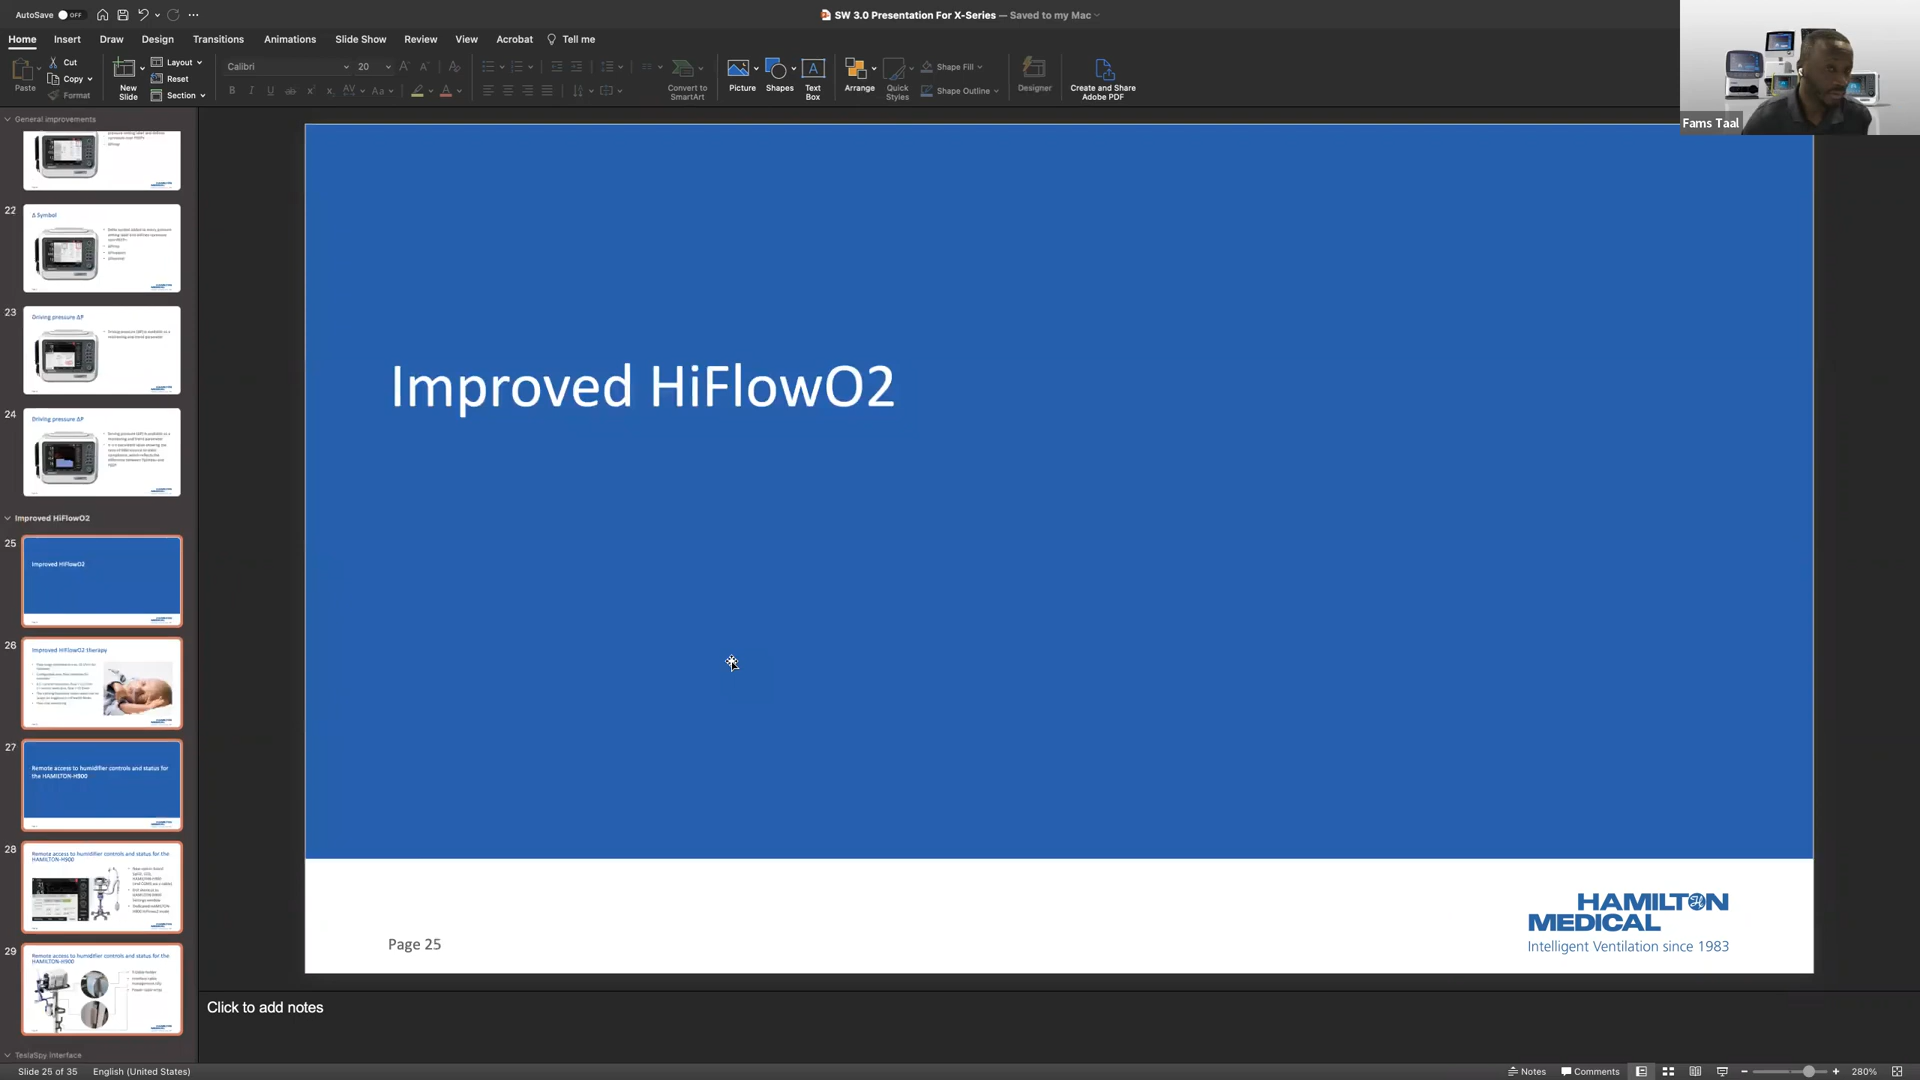 AutoSave OFF
SW 3.0 Presentation For X-Series — Saved to my Mac
Home Insert Draw Design Transitions Animations Slide Show Review View Acrobat Tell me
Paste
Cut
Copy
Format
New
Slide
Layout
Reset
Section
Calibri
20
Convert to
SmartArt
Picture
Shapes
Text
Box
Arrange
Quick
Styles
Shape Fill
Shape Outline
Designer
Create and Share
Adobe PDF
Fams Taal
General improvements
22
Δ Symbol
23
Driving pressure ΔP
24
Driving pressure ΔP
Improved HiFlowO2
25
Improved HiFlowO2
26
Improved HiFlowO2 therapy
27
Remote access to humidifier controls and status for
the HAMILTON-H900
28
Remote access to humidifier controls and status for the
HAMILTON-H900
29
Remote access to humidifier controls and status for the
HAMILTON-H900
TeslaSpy Interface
Improved HiFlowO2
Page 25
HAMILTON
MEDICAL
Intelligent Ventilation since 1983
Click to add notes
Slide 25 of 35
English (United States)
Notes
Comments
280%